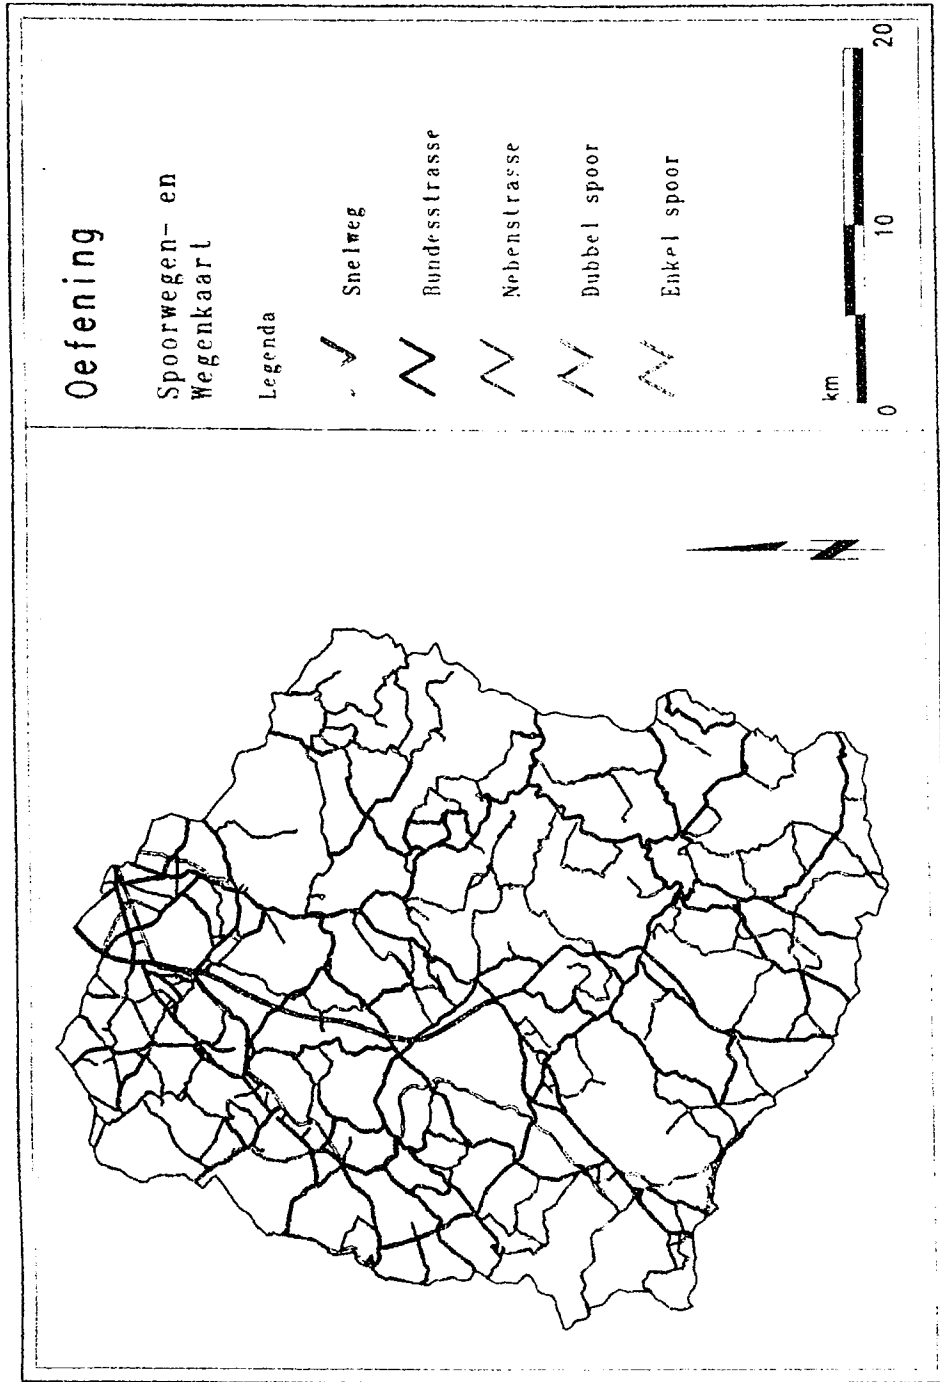 Oefening
Spoorwegen- en
Wegenkaart
Legenda
Snelweg
Bundesstrasse
Nebenstrasse
Dubbel spoor
Enkel spoor
km
0 10 20
N